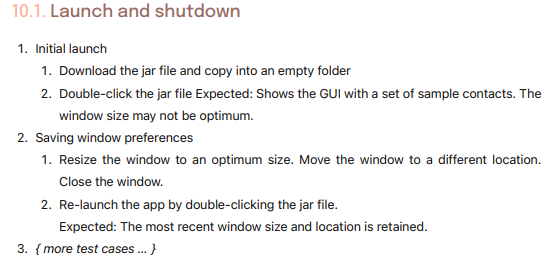 10.1. Launch and shutdown
1. Initial launch
1. Download the jar file and copy into an empty folder
2. Double-click the jar file Expected: Shows the GUI with a set of sample contacts. The
window size may not be optimum.
2. Saving window preferences
1. Resize the window to an optimum size. Move the window to a different location.
Close the window.
2. Re-launch the app by double-clicking the jar file.
Expected: The most recent window size and location is retained.
3. { more test cases ... }